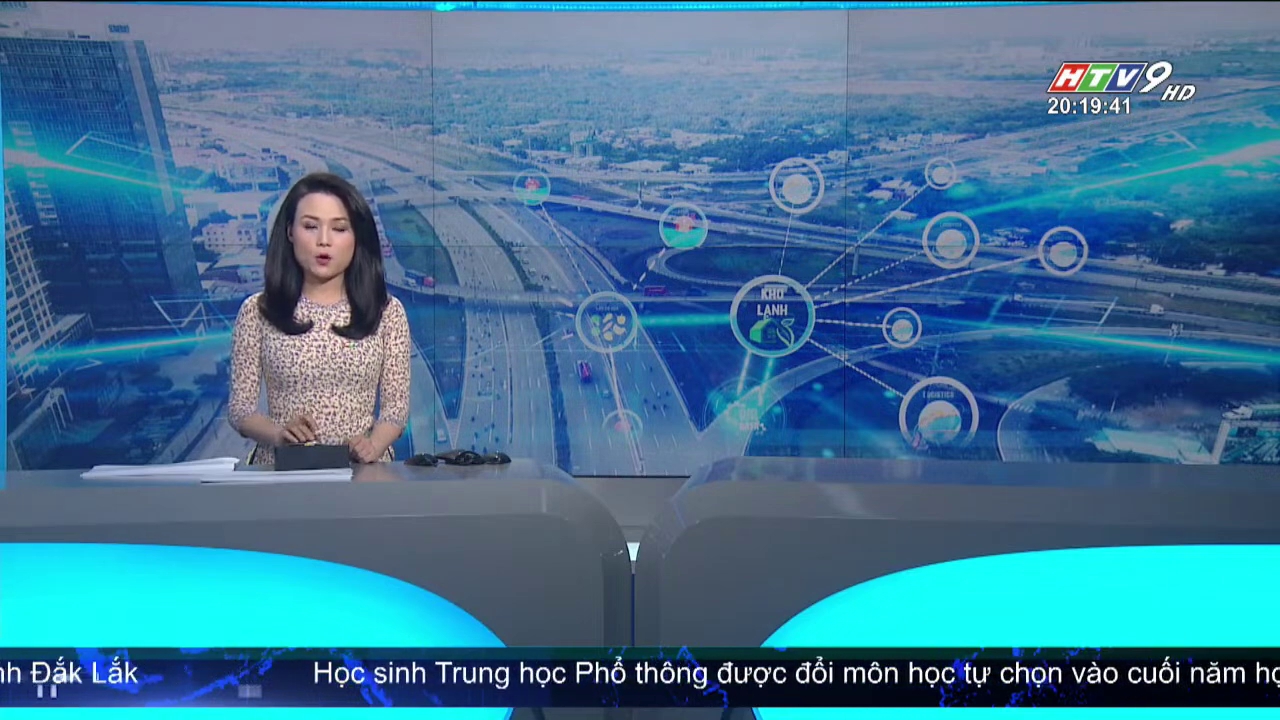 HTV9 HD
20:19:41
KHO
LẠNH
LOGISTICS
nh Đắk Lắk Học sinh Trung học Phổ thông được đổi môn học tự chọn vào cuối năm họ